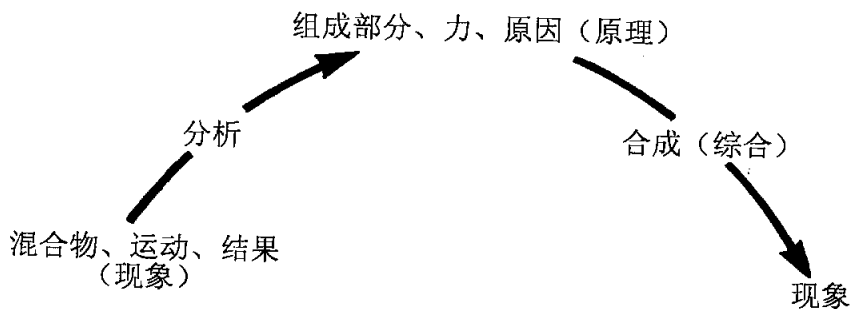 组成部分、力、原因（原理）
分析
合成（综合）
混合物、运动、结果
（现象）
现象